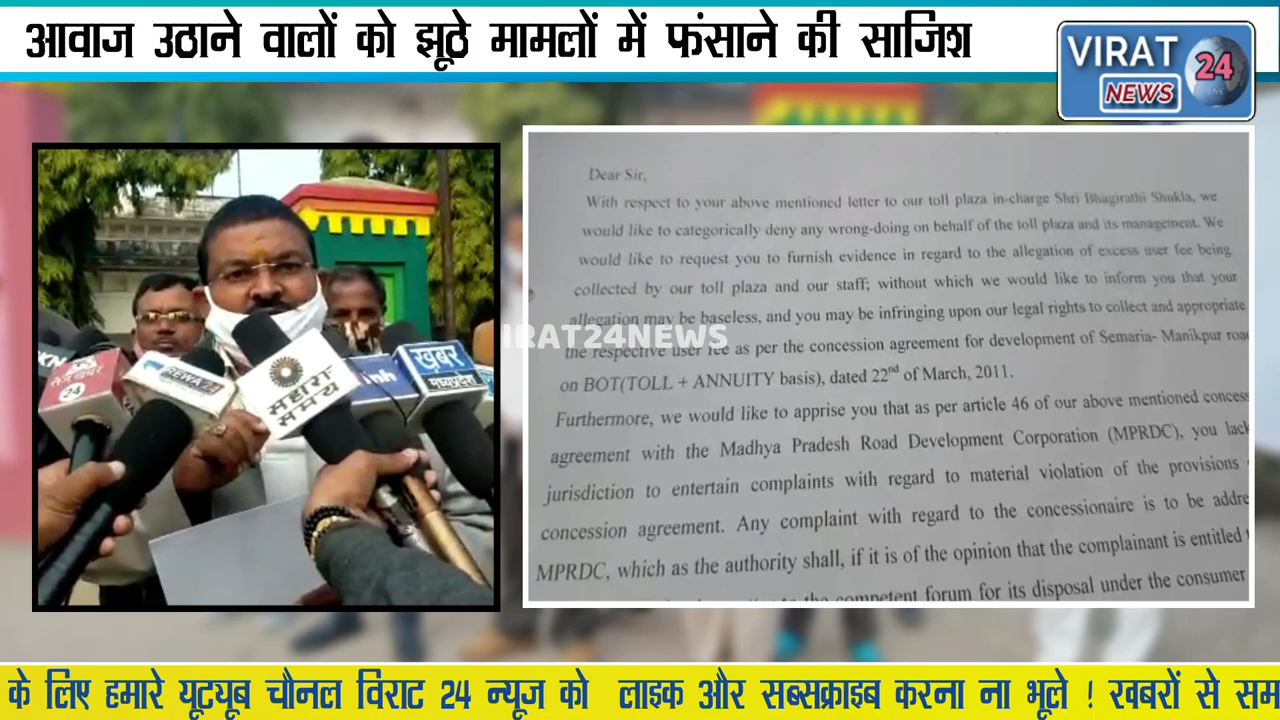 आवाज उठाने वालों को झूठे मामलों में फंसाने की साजिश
VIRAT
24
NEWS
Dear Sir,
With respect to your above mentioned letter to our toll plaza in-charge Shri Bhagirathi Shukla, we
would like to categorically deny any wrong-doing on behalf of the toll plaza and its management. We
would like to request you to furnish evidence in regard to the allegation of excess user fee being
collected by our toll plaza and our staff; without which we would like to inform you that your
allegation may be baseless, and you may be infringing upon our legal rights to collect and appropriate
the respective user fee as per the concession agreement for development of Semaria- Manikpur roa
on BOT(TOLL + ANNUITY basis), dated 22nd of March, 2011.
Furthermore, we would like to apprise you that as per article 46 of our above mentioned concess
agreement with the Madhya Pradesh Road Development Corporation (MPRDC), you lack
jurisdiction to entertain complaints with regard to material violation of the provisions
concession agreement. Any complaint with regard to the concessionaire is to be addre
MPRDC, which as the authority shall, if it is of the opinion that the complainant is entitled
the competent forum for its disposal under the consumer
VIRAT24NEWS
24
REWA 24
सहारा
समय
inh
ख़बर
मध्यप्रदेश
के लिए हमारे यूट्यूब चौनल विराट 24 न्यूज को लाइक और सब्सक्राइब करना ना भूले ! खबरों से सम